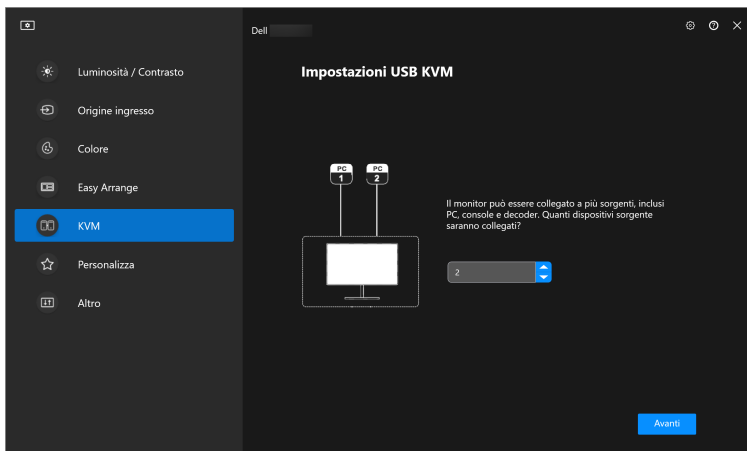 Dell
Luminosità / Contrasto
Origine ingresso
Colore
Easy Arrange
KVM
Personalizza
Altro
Impostazioni USB KVM
PC
1
PC
2
Il monitor può essere collegato a più sorgenti, inclusi
PC, console e decoder. Quanti dispositivi sorgente
saranno collegati?
2
Avanti